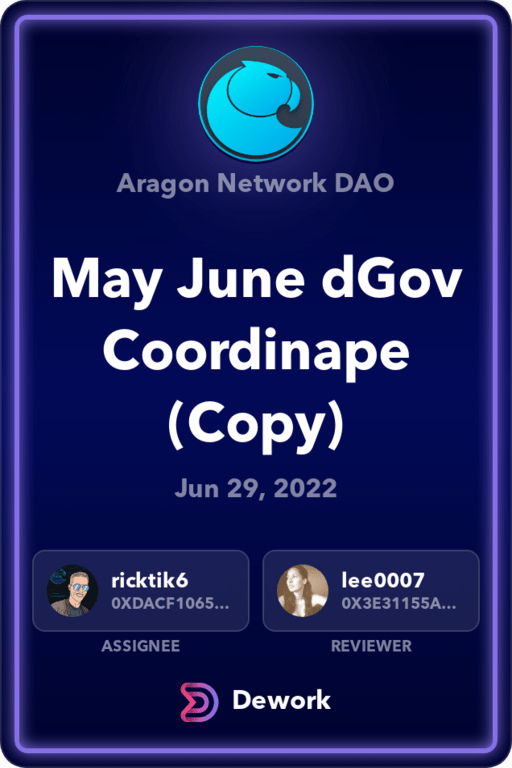 Aragon Network DAO
May June dGov
Coordinape
(Copy)
Jun 29, 2022
ricktik6
0XDACF1065...
lee0007
0X3E31155A...
ASSIGNEE
REVIEWER
Dework